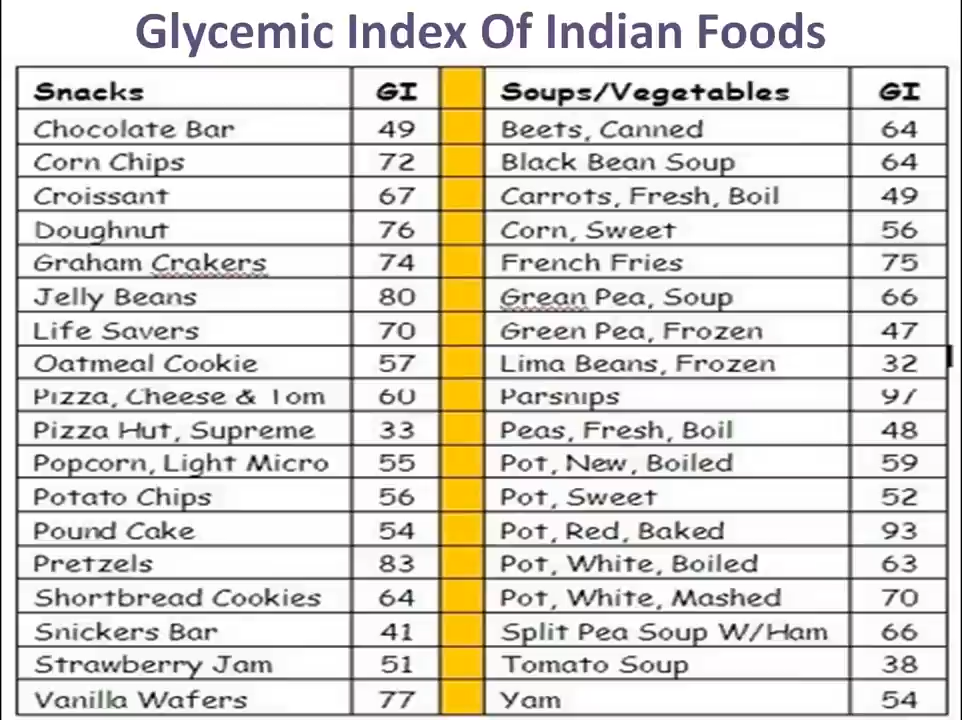 Glycemic Index Of Indian Foods
Snacks GI Soups/Vegetables GI
Chocolate Bar 49 Beets, Canned 64
Corn Chips 72 Black Bean Soup 64
Croissant 67 Carrots, Fresh, Boil 49
Doughnut 76 Corn, Sweet 56
Graham Crakers 74 French Fries 75
Jelly Beans 80 Grean Pea, Soup 66
Life Savers 70 Green Pea, Frozen 47
Oatmeal Cookie 57 Lima Beans, Frozen 32
Pizza, Cheese & Tom 60 Parsnips 97
Pizza Hut, Supreme 33 Peas, Fresh, Boil 48
Popcorn, Light Micro 55 Pot, New, Boiled 59
Potato Chips 56 Pot, Sweet 52
Pound Cake 54 Pot, Red, Baked 93
Pretzels 83 Pot, White, Boiled 63
Shortbread Cookies 64 Pot, White, Mashed 70
Snickers Bar 41 Split Pea Soup W/Ham 66
Strawberry Jam 51 Tomato Soup 38
Vanilla Wafers 77 Yam 54